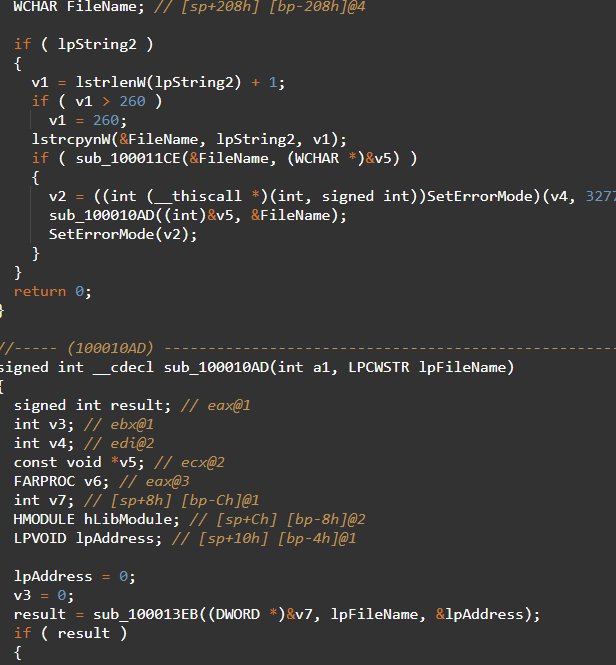 WCHAR FileName; // [sp+208h] [bp-208h]@4
if ( lpString2 )
{
v1 = lstrlenW(lpString2) + 1;
if ( v1 > 260 )
v1 = 260;
lstrcpynW(&FileName, lpString2, v1);
if ( sub_100011CE(&FileName, (WCHAR *)&v5) )
{
v2 = ((int (__thiscall *)(int, signed int))SetErrorMode)(v4, 3277
sub_100010AD((int)&v5, &FileName);
SetErrorMode(v2);
}
}
return 0;
}
//----- (100010AD) --------------------------------------------------------
signed int __cdecl sub_100010AD(int a1, LPCWSTR lpFileName)
{
signed int result; // eax@1
int v3; // ebx@1
int v4; // edi@2
const void *v5; // ecx@2
FARPROC v6; // eax@3
int v7; // [sp+8h] [bp-Ch]@1
HMODULE hLibModule; // [sp+Ch] [bp-8h]@2
LPVOID lpAddress; // [sp+10h] [bp-4h]@1
lpAddress = 0;
v3 = 0;
result = sub_100013EB((DWORD *)&v7, lpFileName, &lpAddress);
if ( result )
{